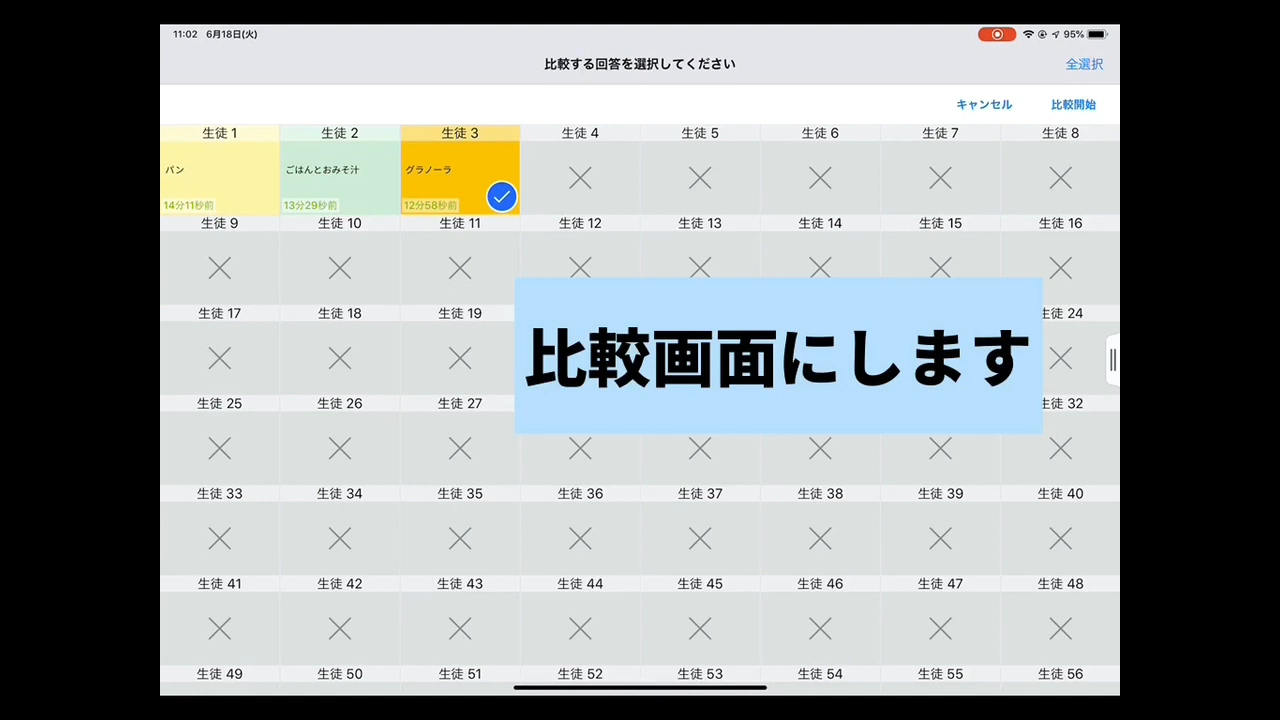 11:02 6月18日(火)
95%
比較する回答を選択してください
全選択
キャンセル
比較開始
生徒 1
生徒 2
生徒 3
生徒 4
生徒 5
生徒 6
生徒 7
生徒 8
パン
ごはんとおみそ汁
グラノーラ
14分11秒前
13分29秒前
12分58秒前
生徒 9
生徒 10
生徒 11
生徒 12
生徒 13
生徒 14
生徒 15
生徒 16
生徒 17
生徒 18
生徒 19
生徒 24
比較画面にします
生徒 25
生徒 26
生徒 27
生徒 32
生徒 33
生徒 34
生徒 35
生徒 36
生徒 37
生徒 38
生徒 39
生徒 40
生徒 41
生徒 42
生徒 43
生徒 44
生徒 45
生徒 46
生徒 47
生徒 48
生徒 49
生徒 50
生徒 51
生徒 52
生徒 53
生徒 54
生徒 55
生徒 56